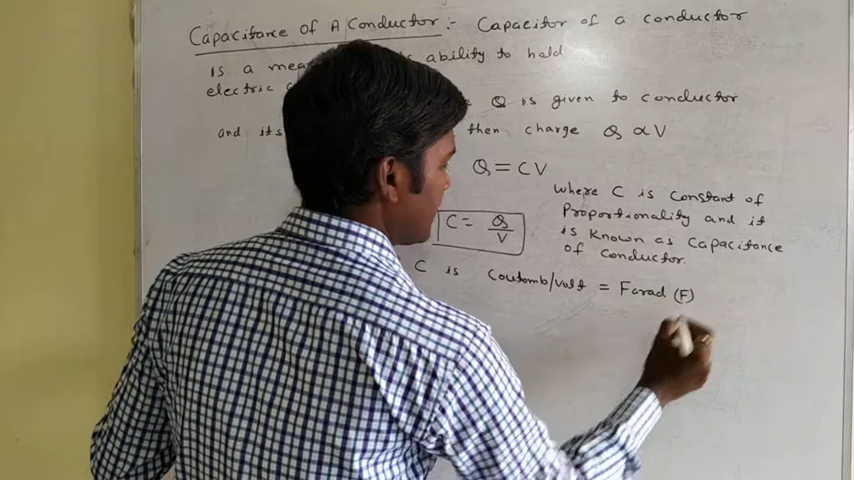 Capacitance Of A Conductor :- Capacitor of a conductor
is a ability to hold
electric
Q is given to conductor
and its then charge Q ∝ V
Q = CV
where C is constant of
Proportionality and it
is Known as Capacitance
of conductor.
C = Q/V
C is Coulomb/volt = Farad (F)